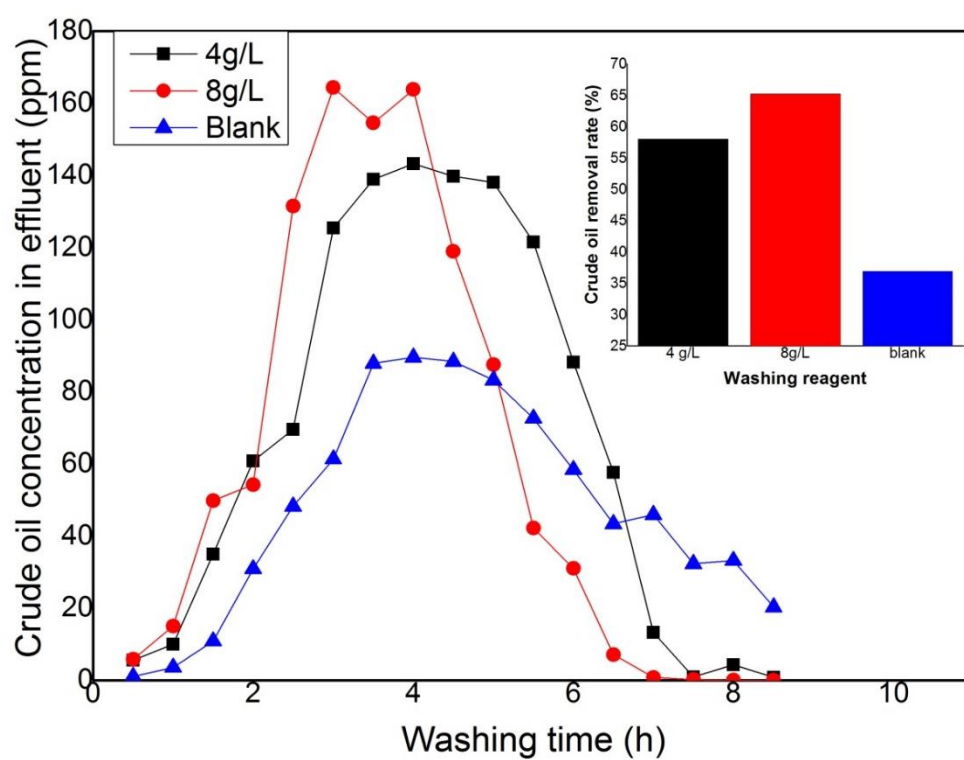 180
160
140
120
100
80
60
40
20
0
Crude oil concentration in effluent (ppm)
4g/L
8g/L
Blank
0 2 4 6 8 10
Washing time (h)
70
65
60
55
50
45
40
35
30
25
Crude oil removal rate (%)
4 g/L 8g/L blank
Washing reagent